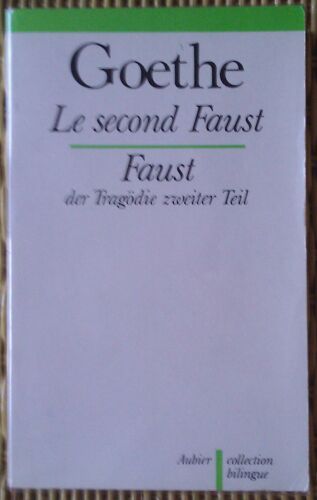 Goethe
Le second Faust
Faust
der Tragödie zweiter Teil
Aubier collection
bilingue